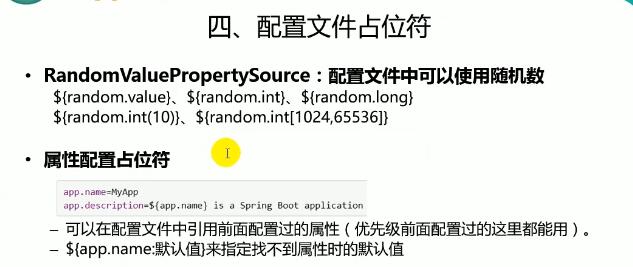 四、配置文件占位符
• RandomValuePropertySource：配置文件中可以使用随机数
${random.value}、${random.int}、${random.long}
${random.int(10)}、${random.int[1024,65536]}
• 属性配置占位符
app.name=MyApp
app.description=${app.name} is a Spring Boot application
– 可以在配置文件中引用前面配置过的属性（优先级前面配置过的这里都能用）。
– ${app.name:默认值}来指定找不到属性时的默认值